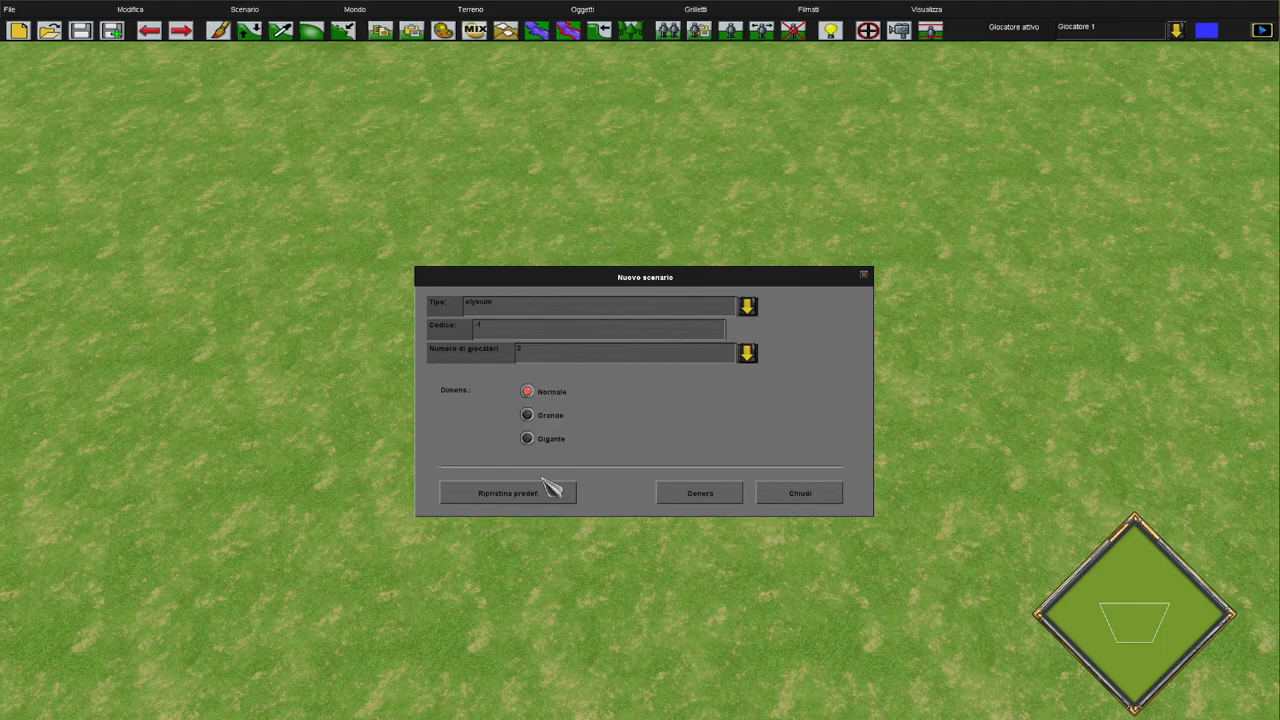 File Modifica Scenario Mondo Terreno Oggetti Grilletti Filmati Visualizza
MIX Giocatore attivo Giocatore 1
Nuovo scenario
Tipo: elysium
Codice: -1
Numero di giocatori 2
Dimens.: Normale
Grande
Gigante
Ripristina predef. Genera Chiudi